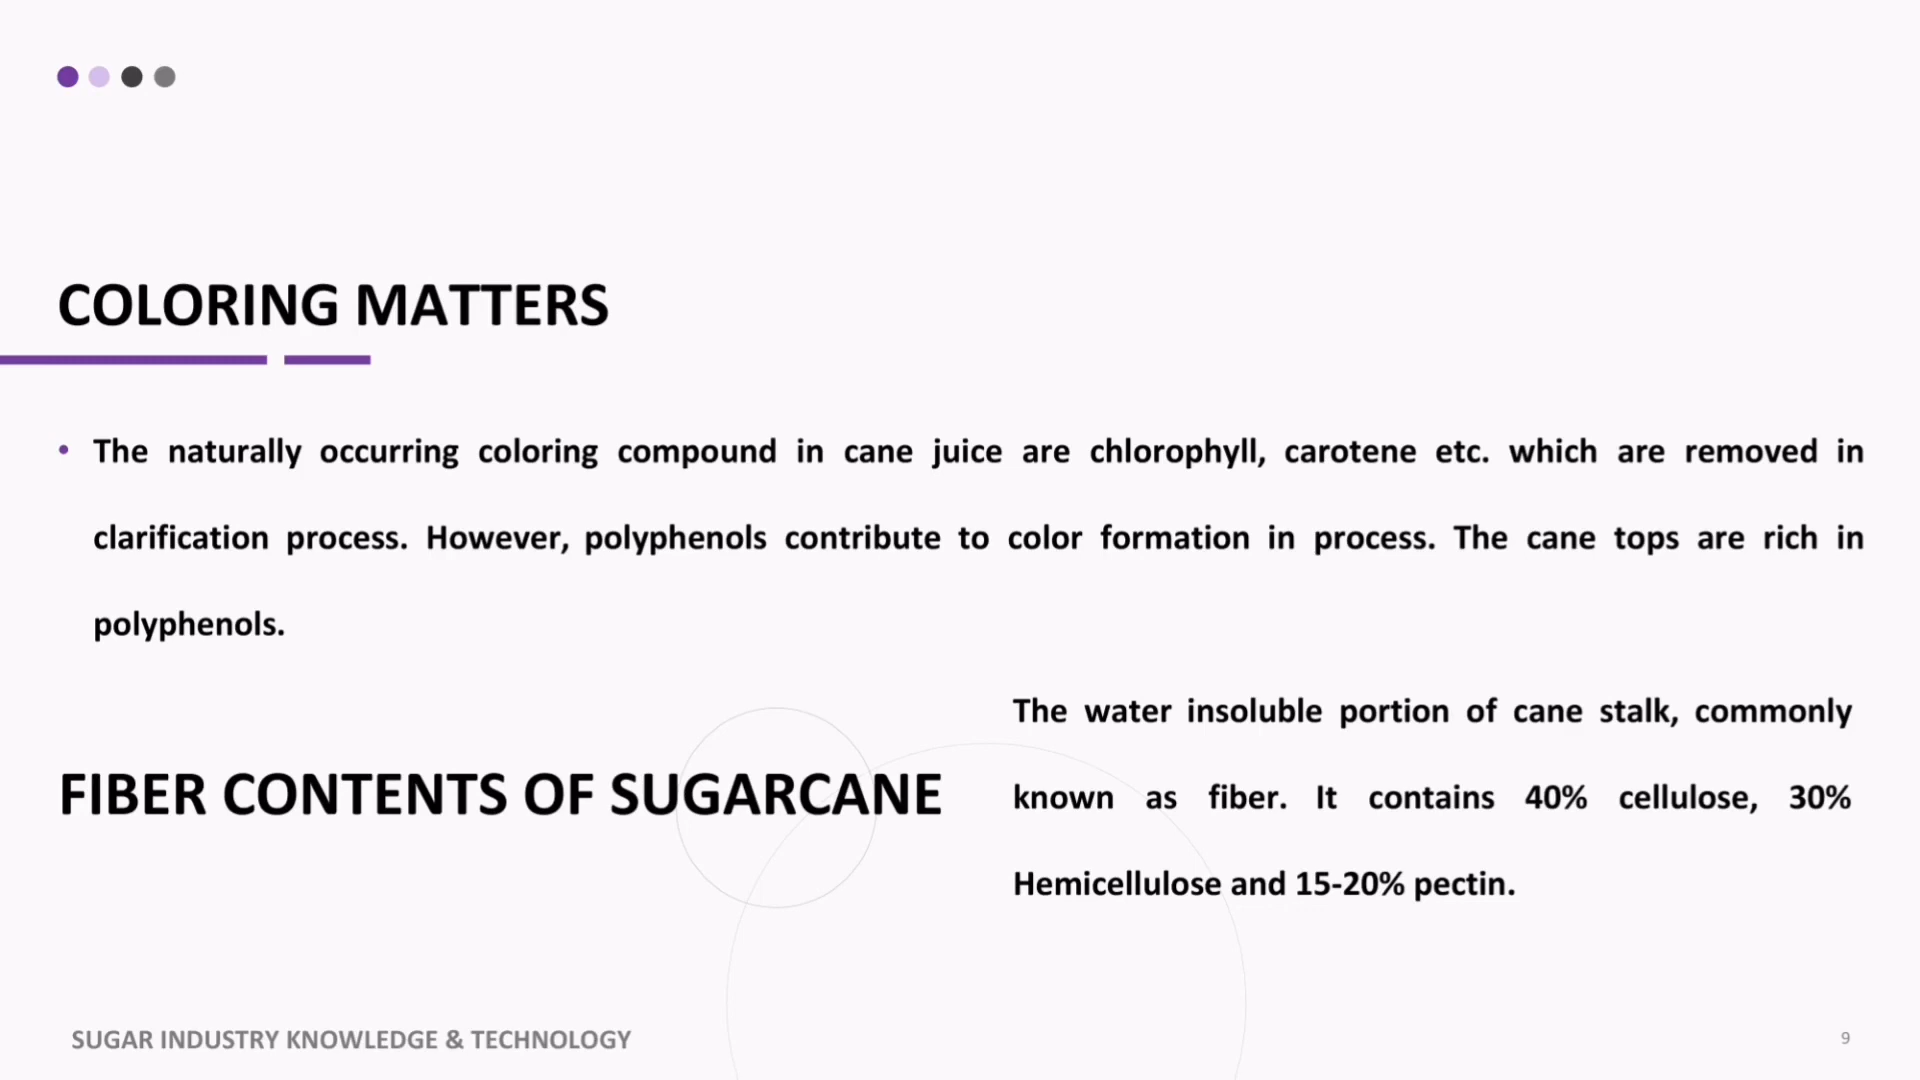 COLORING MATTERS
• The naturally occurring coloring compound in cane juice are chlorophyll, carotene etc. which are removed in
clarification process. However, polyphenols contribute to color formation in process. The cane tops are rich in
polyphenols.
FIBER CONTENTS OF SUGARCANE
The water insoluble portion of cane stalk, commonly
known as fiber. It contains 40% cellulose, 30%
Hemicellulose and 15-20% pectin.
SUGAR INDUSTRY KNOWLEDGE & TECHNOLOGY
9